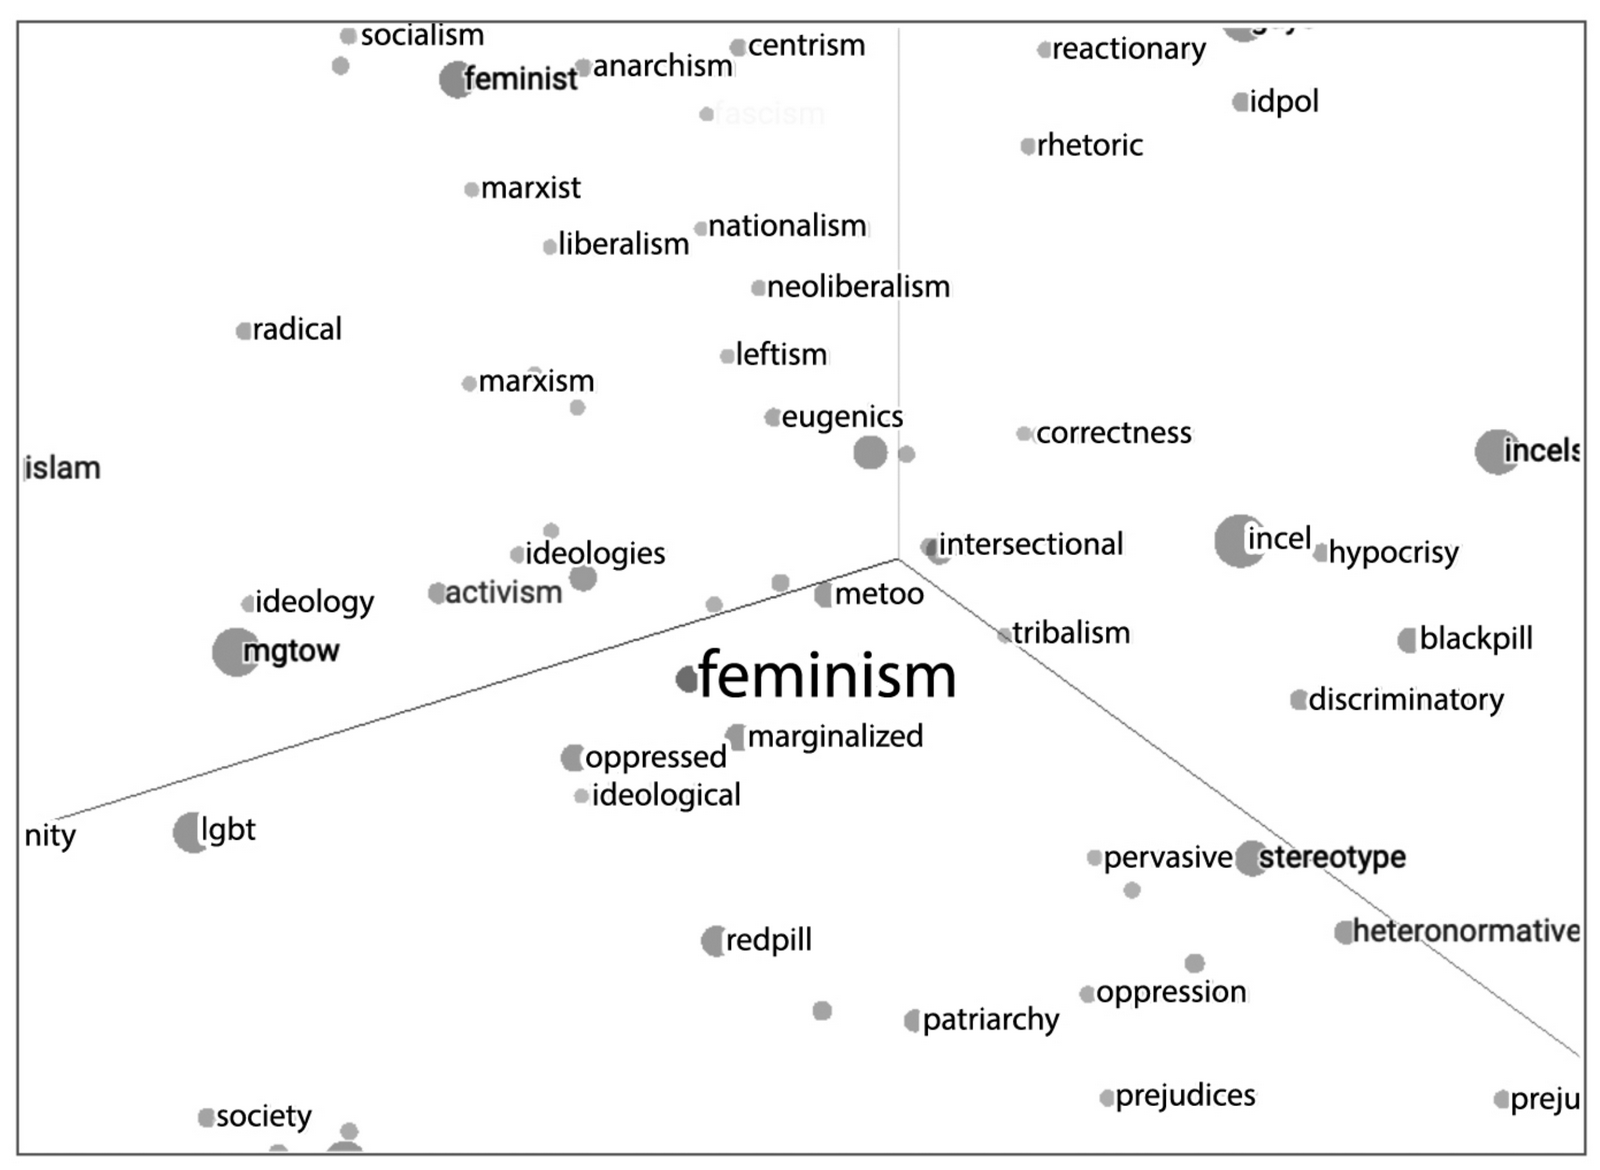 socialism
centrism
reactionary
feminist
anarchism
idpol
fascism
rhetoric
marxist
nationalism
liberalism
neoliberalism
radical
leftism
marxism
eugenics
correctness
incels
islam
intersectional
incel
hypocrisy
ideologies
activism
metoo
ideology
tribalism
blackpill
mgtow
feminism
discriminatory
marginalized
oppressed
ideological
lgbt
nity
pervasive
stereotype
heteronormative
redpill
oppression
patriarchy
prejudices
preju
society